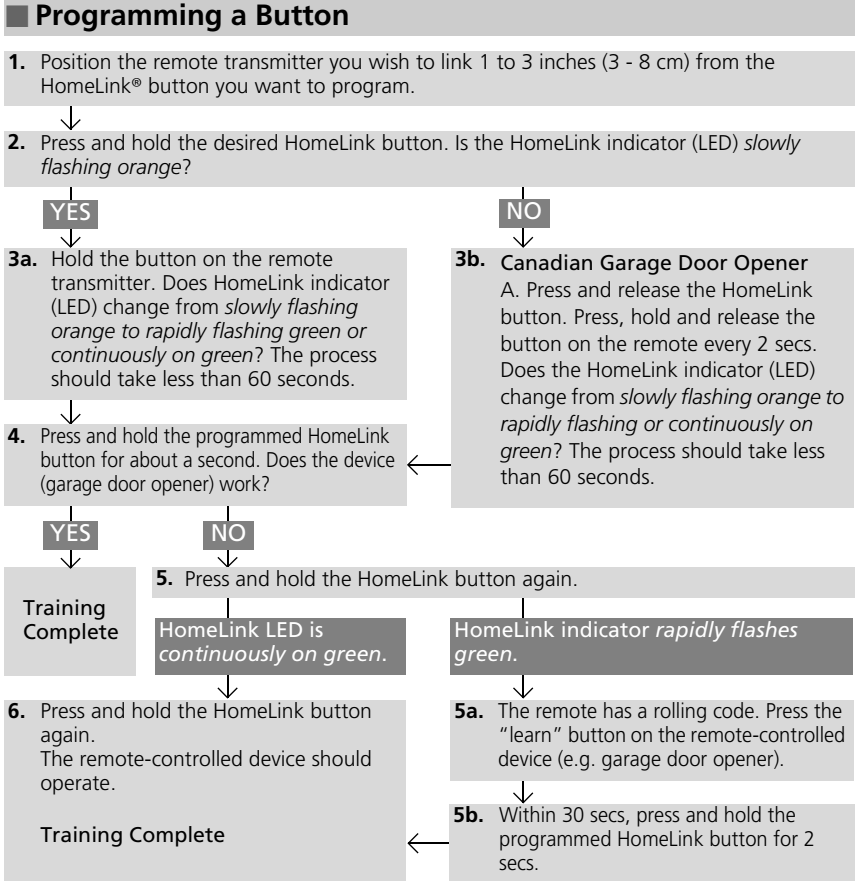 Programming a Button
1. Position the remote transmitter you wish to link 1 to 3 inches (3 - 8 cm) from the
HomeLink® button you want to program.
2. Press and hold the desired HomeLink button. Is the HomeLink indicator (LED) slowly
flashing orange?
YES
NO
3a. Hold the button on the remote
transmitter. Does HomeLink indicator
(LED) change from slowly flashing
orange to rapidly flashing green or
continuously on green? The process
should take less than 60 seconds.
3b. Canadian Garage Door Opener
A. Press and release the HomeLink
button. Press, hold and release the
button on the remote every 2 secs.
Does the HomeLink indicator (LED)
change from slowly flashing orange to
rapidly flashing or continuously on
green? The process should take less
than 60 seconds.
4. Press and hold the programmed HomeLink
button for about a second. Does the device
(garage door opener) work?
YES
NO
Training
Complete
5. Press and hold the HomeLink button again.
HomeLink LED is
continuously on green.
HomeLink indicator rapidly flashes
green.
6. Press and hold the HomeLink button
again.
The remote-controlled device should
operate.
Training Complete
5a. The remote has a rolling code. Press the
“learn” button on the remote-controlled
device (e.g. garage door opener).
5b. Within 30 secs, press and hold the
programmed HomeLink button for 2
secs.